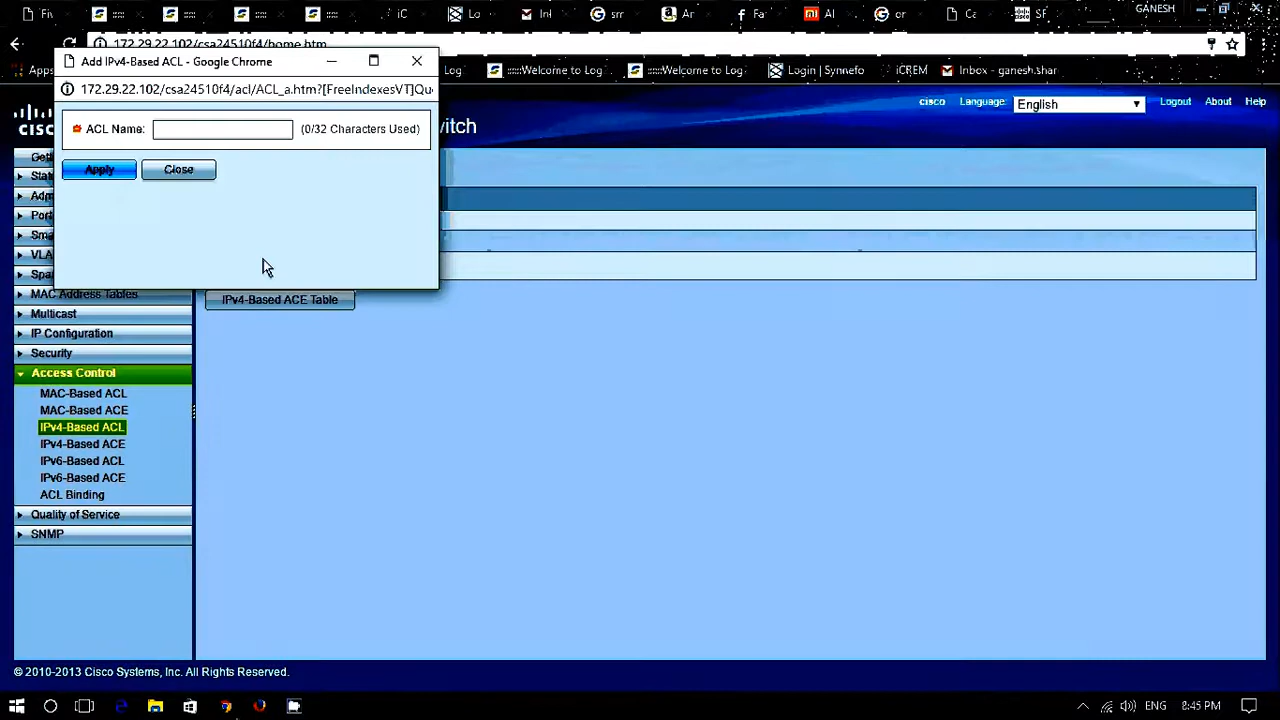 GANESH
172.29.22.102/csa24510f4/home.htm
Add IPv4-Based ACL - Google Chrome
Apps
Log
:::::Welcome to Log
:::::Welcome to Log
Login | Synnefo
iCREM
Inbox - ganesh.shar
172.29.22.102/csa24510f4/acl/ACL_a.htm?[FreeIndexesVT]Que
cisco
Language:
English
Logout
About
Help
ACL Name:
(0/32 Characters Used)
Apply
Close
MAC Address Tables
IPv4-Based ACE Table
Multicast
IP Configuration
Security
Access Control
MAC-Based ACL
MAC-Based ACE
IPv4-Based ACL
IPv4-Based ACE
IPv6-Based ACL
IPv6-Based ACE
ACL Binding
Quality of Service
SNMP
© 2010-2013 Cisco Systems, Inc. All Rights Reserved.
ENG
8:45 PM